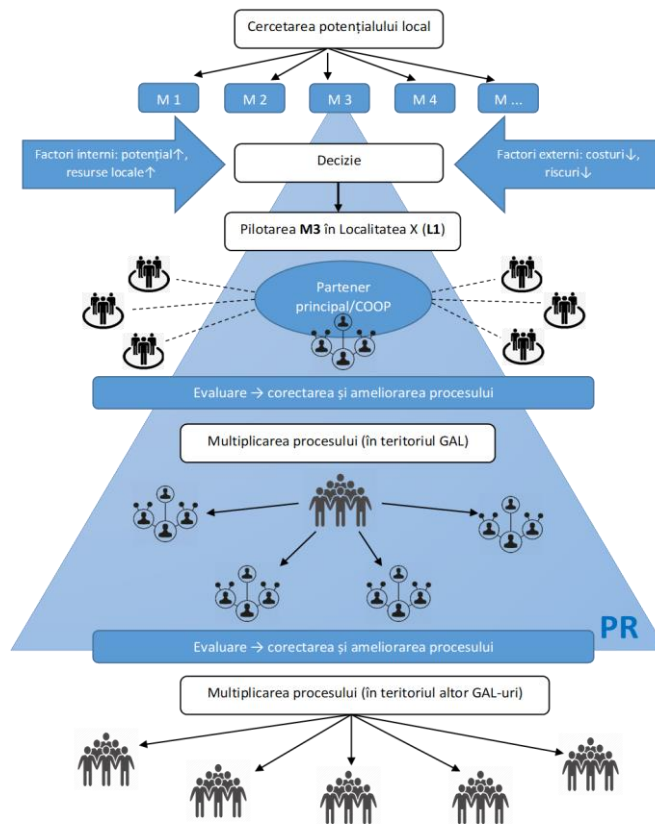 Cercetarea potențialului local
M 1
M 2
M 3
M 4
M ...
Factori interni: potențial↑,
resurse locale↑
Decizie
Factori externi: costuri↓,
riscuri↓
Pilotarea M3 în Localitatea X (L1)
Partener
principal/COOP
Evaluare → corectarea și ameliorarea procesului
Multiplicarea procesului (în teritoriul GAL)
PR
Evaluare → corectarea și ameliorarea procesului
Multiplicarea procesului (în teritoriul altor GAL-uri)